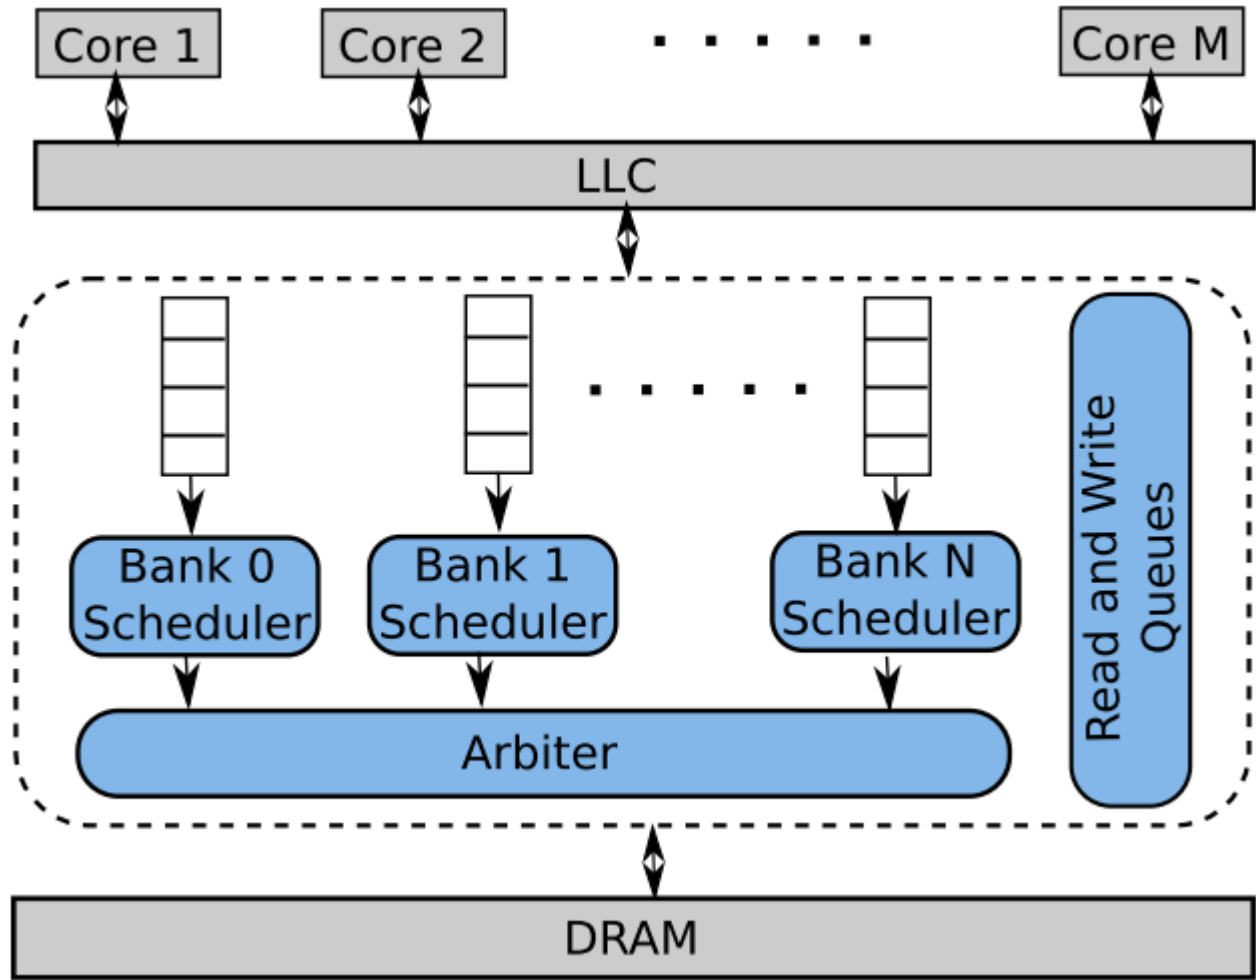 Core 1
Core 2
Core M
LLC
Bank 0
Scheduler
Bank 1
Scheduler
Bank N
Scheduler
Read and Write
Queues
Arbiter
DRAM